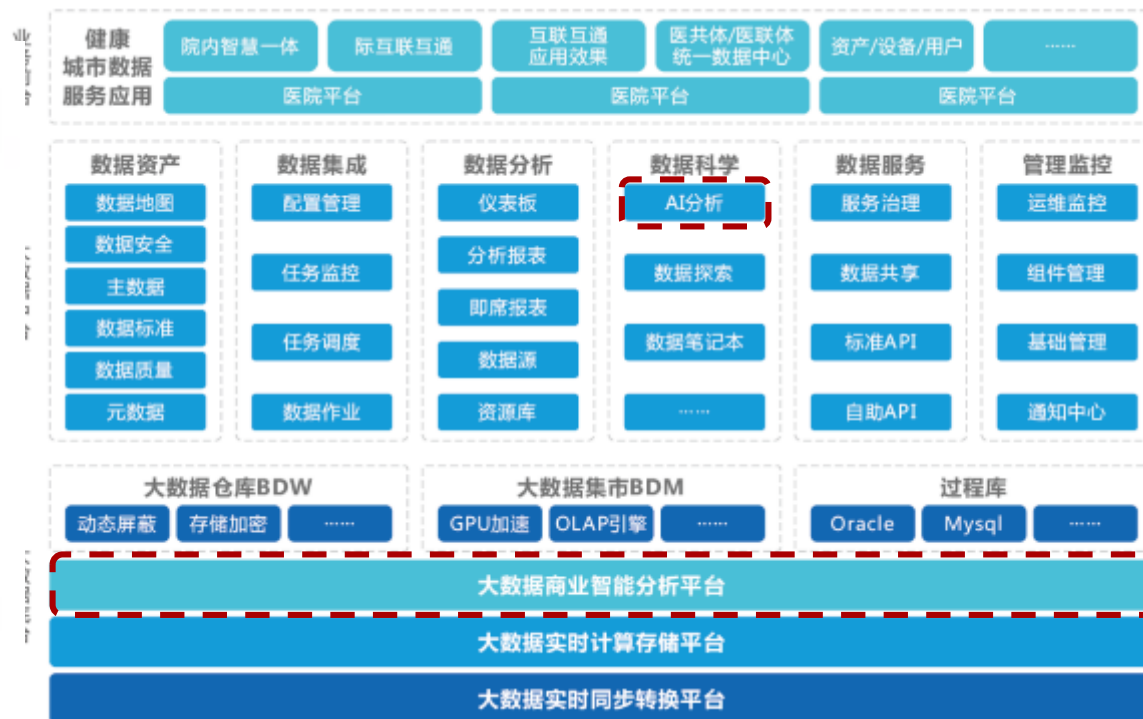 健康
城市数据
服务应用
院内智慧一体
际互联互通
互联互通
应用效果
医共体/医联体
统一数据中心
资产/设备/用户
······
医院平台
医院平台
医院平台
数据资产
数据地图
数据安全
主数据
数据标准
数据质量
元数据
数据集成
配置管理
任务监控
任务调度
数据作业
数据分析
仪表板
分析报表
即席报表
数据源
资源库
数据科学
AI分析
数据探索
数据笔记本
······
数据服务
服务治理
数据共享
标准API
自助API
管理监控
运维监控
组件管理
基础管理
通知中心
大数据仓库BDW
动态屏蔽
存储加密
······
大数据集市BDM
GPU加速
OLAP引擎
······
过程库
Oracle
Mysql
······
大数据商业智能分析平台
大数据实时计算存储平台
大数据实时同步转换平台